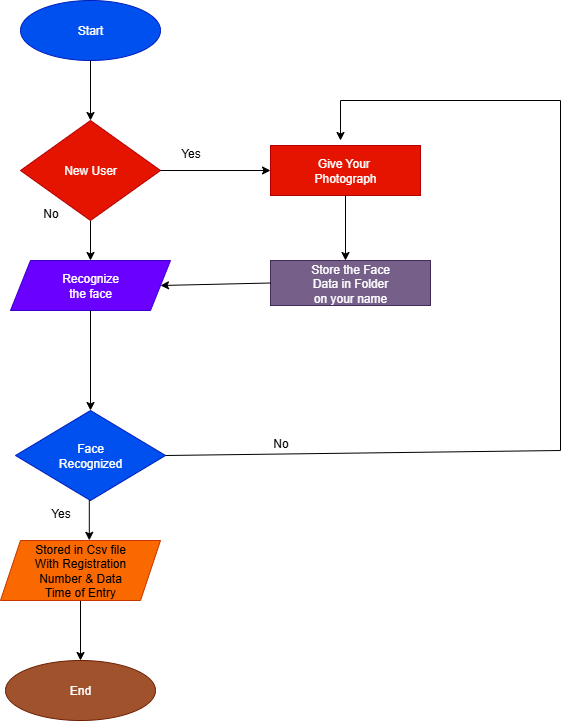 Start
New User
Yes
Give Your
Photograph
No
Recognize
the face
Store the Face
Data in Folder
on your name
Face
Recognized
No
Yes
Stored in Csv file
With Registration
Number & Data
Time of Entry
End